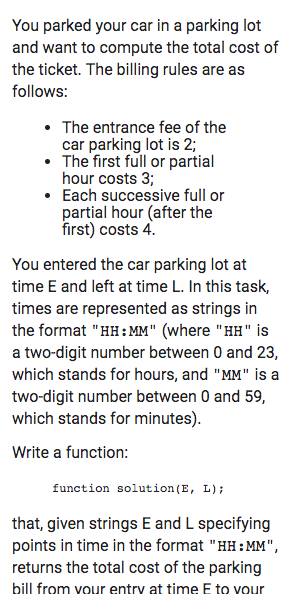 You parked your car in a parking lot
and want to compute the total cost of
the ticket. The billing rules are as
follows:
• The entrance fee of the
car parking lot is 2;
• The first full or partial
hour costs 3;
• Each successive full or
partial hour (after the
first) costs 4.
You entered the car parking lot at
time E and left at time L. In this task,
times are represented as strings in
the format "HH:MM" (where "HH" is
a two-digit number between 0 and 23,
which stands for hours, and "MM" is a
two-digit number between 0 and 59,
which stands for minutes).
Write a function:
function solution(E, L);
that, given strings E and L specifying
points in time in the format "HH:MM",
returns the total cost of the parking
bill from your entry at time E to your